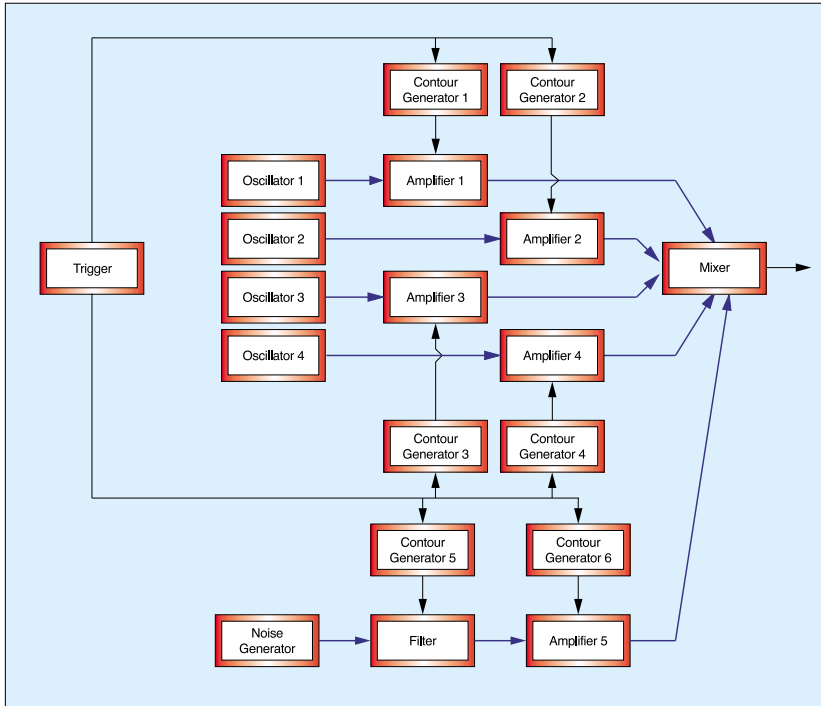 Contour
Generator 1
Contour
Generator 2
Oscillator 1
Amplifier 1
Oscillator 2
Amplifier 2
Trigger
Mixer
Oscillator 3
Amplifier 3
Oscillator 4
Amplifier 4
Contour
Generator 3
Contour
Generator 4
Contour
Generator 5
Contour
Generator 6
Noise
Generator
Filter
Amplifier 5